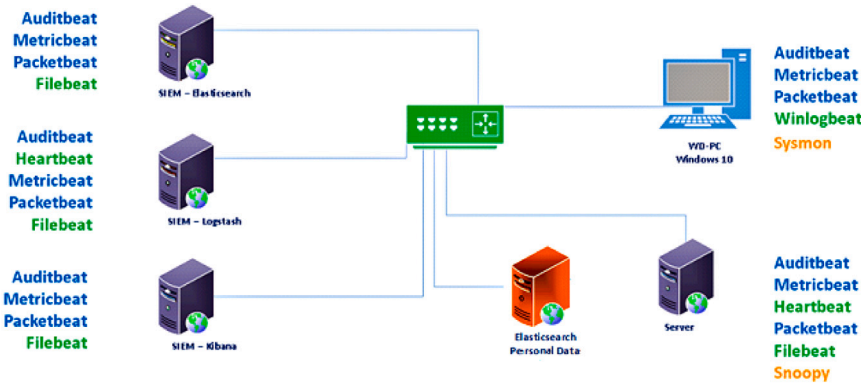 Auditbeat
Metricbeat
Packetbeat
Filebeat
SIEM – Elasticsearch
Auditbeat
Heartbeat
Metricbeat
Packetbeat
Filebeat
SIEM – Logstash
Auditbeat
Metricbeat
Packetbeat
Filebeat
SIEM – Kibana
Auditbeat
Metricbeat
Packetbeat
Winlogbeat
Sysmon
WD-PC
Windows 10
Elasticsearch
Personal Data
Server
Auditbeat
Metricbeat
Heartbeat
Packetbeat
Filebeat
Snoopy